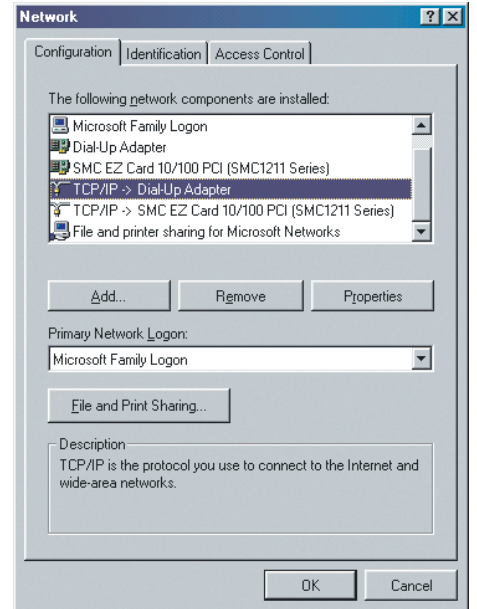 Network
Configuration Identification Access Control
The following network components are installed:
Microsoft Family Logon
Dial-Up Adapter
SMC EZ Card 10/100 PCI (SMC1211 Series)
TCP/IP -> Dial-Up Adapter
TCP/IP -> SMC EZ Card 10/100 PCI (SMC1211 Series)
File and printer sharing for Microsoft Networks
Add... Remove Properties
Primary Network Logon:
Microsoft Family Logon
File and Print Sharing...
Description
TCP/IP is the protocol you use to connect to the Internet and
wide-area networks.
OK Cancel